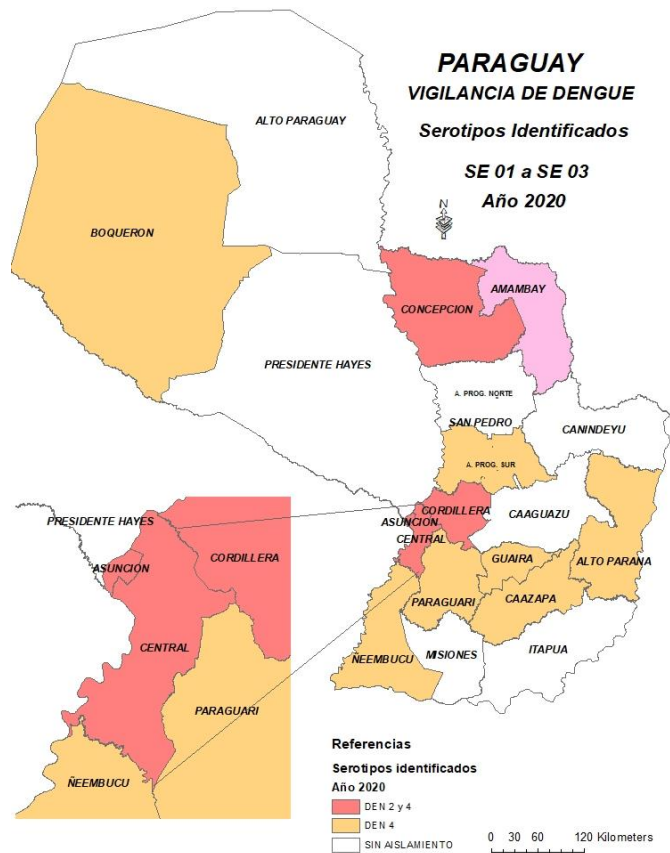 PARAGUAY
VIGILANCIA DE DENGUE
Serotipos Identificados
SE 01 a SE 03
Año 2020
N
ALTO PARAGUAY
BOQUERON
AMAMBAY
CONCEPCION
PRESIDENTE HAYES
A. PROG. NORTE
SAN PEDRO
CANINDEYU
A. PROG. SUR
CORDILLERA
CAAGUAZU
ASUNCION
CENTRAL
GUAIRA
ALTO PARANA
CAAZAPA
PARAGUARI
ITAPUA
MISIONES
ÑEEMBUCU
PRESIDENTE HAYES
ASUNCIÓN
CORDILLERA
CENTRAL
PARAGUARI
ÑEEMBUCU
Referencias
Serotipos identificados
Año 2020
DEN 2 y 4
DEN 4
SIN AISLAMIENTO
0 30 60 120 Kilometers